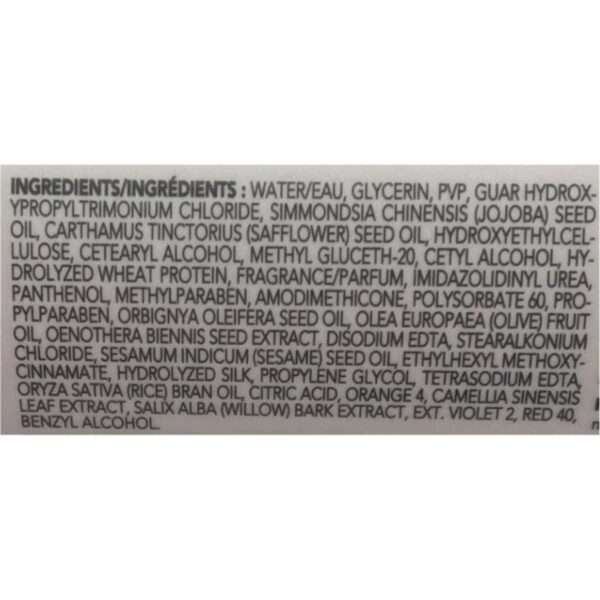 INGREDIENTS/INGRÉDIENTS : WATER/EAU, GLYCERIN, PVP, GUAR HYDROX-
YPROPYLTRIMONIUM CHLORIDE, SIMMONDSIA CHINENSIS (JOJOBA) SEED
OIL, CARTHAMUS TINCTORIUS (SAFFLOWER) SEED OIL, HYDROXYETHYLCEL-
LULOSE, CETEARYL ALCOHOL, METHYL GLUCETH-20, CETYL ALCOHOL, HY-
DROLYZED WHEAT PROTEIN, FRAGRANCE/PARFUM, IMIDAZOLIDINYL UREA,
PANTHENOL, METHYLPARABEN, AMODIMETHICONE, POLYSORBATE 60, PRO-
PYLPARABEN, ORBIGNYA OLEIFERA SEED OIL, OLEA EUROPAEA (OLIVE) FRUIT
OIL, OENOTHERA BIENNIS SEED EXTRACT, DISODIUM EDTA, STEARALKONIUM
CHLORIDE, SESAMUM INDICUM (SESAME) SEED OIL, ETHYLHEXYL METHOXY-
CINNAMATE, HYDROLYZED SILK, PROPYLENE GLYCOL, TETRASODIUM EDTA,
ORYZA SATIVA (RICE) BRAN OIL, CITRIC ACID, ORANGE 4, CAMELLIA SINENSIS
LEAF EXTRACT, SALIX ALBA (WILLOW) BARK EXTRACT, EXT. VIOLET 2, RED 40,
BENZYL ALCOHOL.